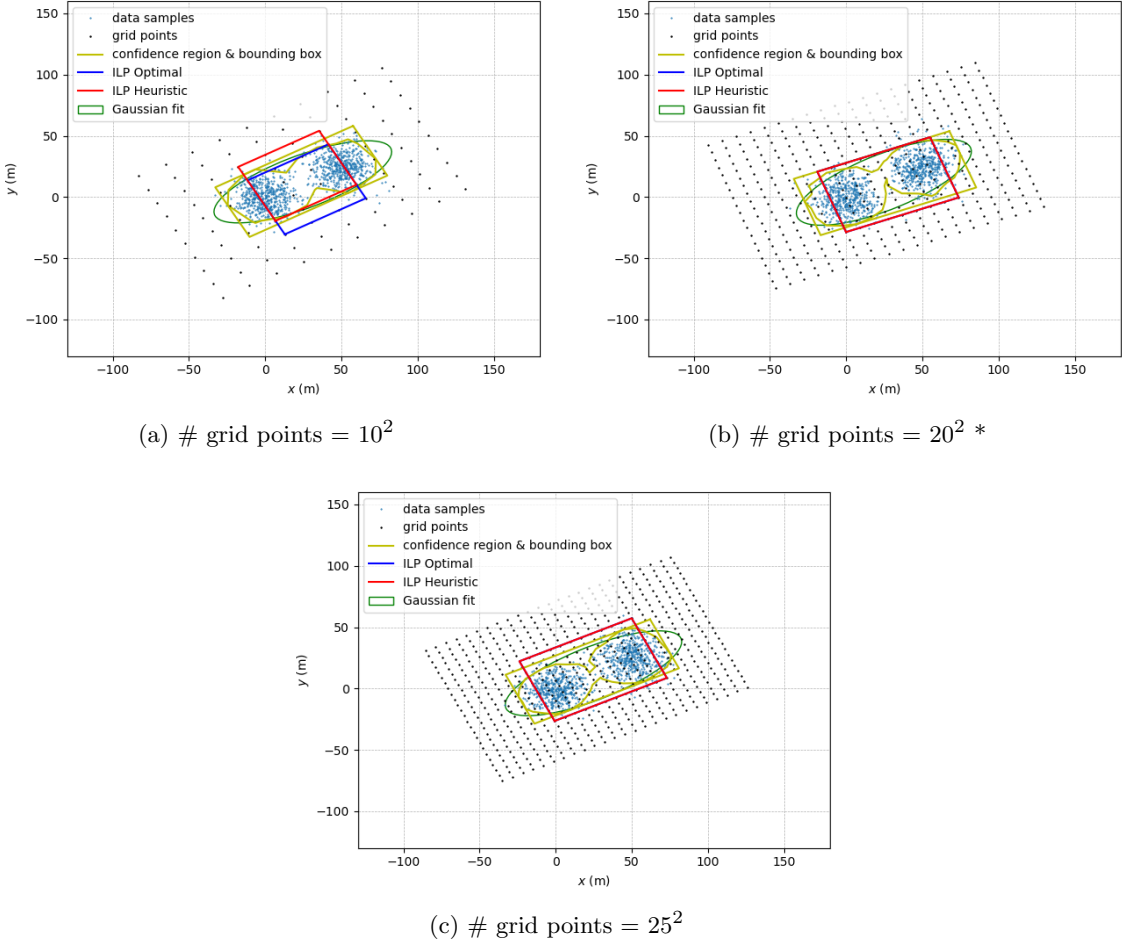 150
100
50
0
−50
−100
y (m)
data samples
grid points
confidence region & bounding box
ILP Optimal
ILP Heuristic
Gaussian fit
−100 −50 0 50 100 150
x (m)
(a) # grid points = 10²
150
100
50
0
−50
−100
y (m)
data samples
grid points
confidence region & bounding box
ILP Optimal
ILP Heuristic
Gaussian fit
−100 −50 0 50 100 150
x (m)
(b) # grid points = 20² *
150
100
50
0
−50
−100
y (m)
data samples
grid points
confidence region & bounding box
ILP Optimal
ILP Heuristic
Gaussian fit
−100 −50 0 50 100 150
x (m)
(c) # grid points = 25²